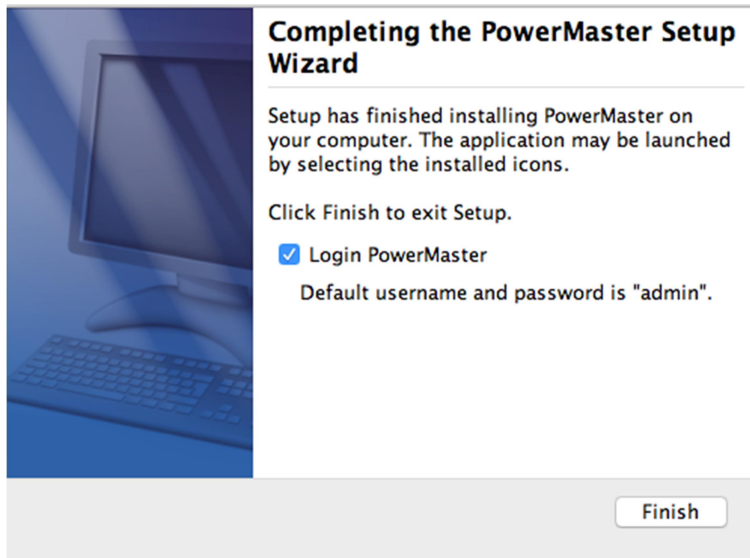 Completing the PowerMaster Setup
Wizard
Setup has finished installing PowerMaster on
your computer. The application may be launched
by selecting the installed icons.
Click Finish to exit Setup.
Login PowerMaster
Default username and password is "admin".
Finish